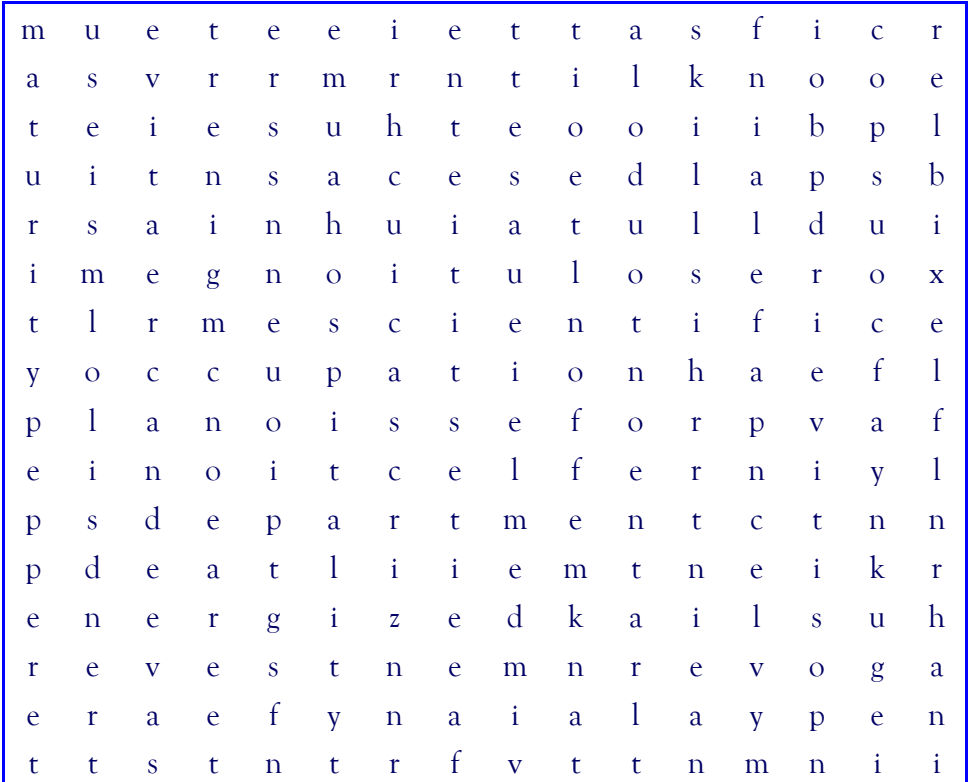 m u e t e e i e t t a s f i c r
a s v r r m r n t i l k n o o e
t e i e s u h t e o o i i b p l
u i t n s a c e s e d l a p s b
r s a i n h u i a t u l l d u i
i m e g n o i t u l o s e r o x
t l r m e s c i e n t i f i c e
y o c c u p a t i o n h a e f l
p l a n o i s s e f o r p v a f
e i n o i t c e l f e r n i y l
p s d e p a r t m e n t c t n n
p d e a t l i i e m t n e i k r
e n e r g i z e d k a i l s u h
r e v e s t n e m n r e v o g a
e r a e f y n a i a l a y p e n
t t s t n t r f v t t n m n i i